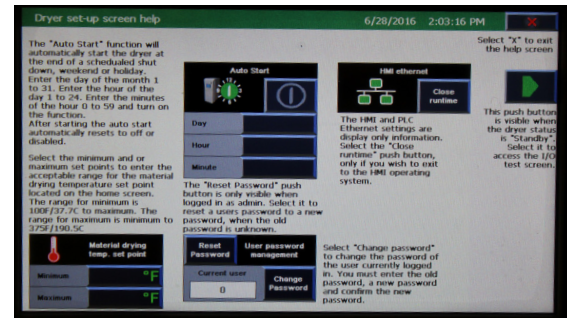 Dryer set-up screen help
6/28/2016 2:03:16 PM
X
The "Auto Start" function will
automatically start the dryer at
the end of a schedualed shut
down, weekend or holiday.
Enter the day of the month 1
to 31. Enter the hour of the
day 1 to 24. Enter the minutes
of the hour 0 to 59 and turn on
the function.
After starting the auto start
automatically resets to off or
disabled.
Select the minimum and or
maximum set points to enter the
acceptable range for the material
drying temperature set point
located on the home screen.
The range for minimum is
100F/37.7C to maximum. The
range for maximum is minimum to
375F/190.5C
Material drying
temp. set point
Minimum °F
Maximum °F
Auto Start
Day
Hour
Minute
The "Reset Password" push
button is only visible when
logged in as admin. Select it to
reset a users password to a new
password, when the old
password is unknown.
Reset
Password
User password
management
Current user
0
Change
Password
HMI ethernet
Close
runtime
The HMI and PLC
Ethernet settings are
display only information.
Select the "Close
runtime" push button,
only if you wish to exit
to the HMI operating
system.
Select "Change password"
to change the password of
the user currently logged
in. You must enter the old
password, a new password
and confirm the new
password.
Select "X" to exit
the help screen
This push button
is visible when
the dryer status
is "Standby".
Select it to
access the I/O
test screen.